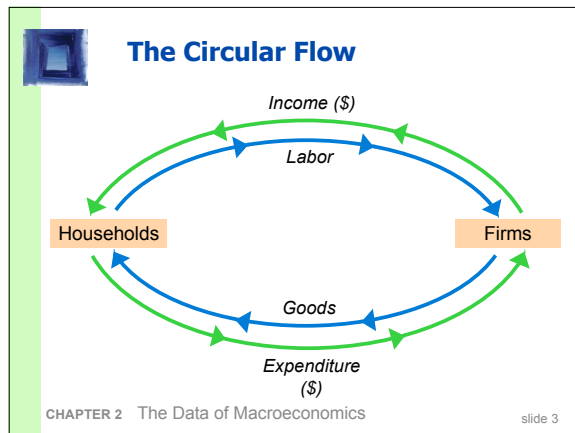 The Circular Flow
Income ($)
Labor
Households
Firms
Goods
Expenditure
($)
CHAPTER 2 The Data of Macroeconomics
slide 3